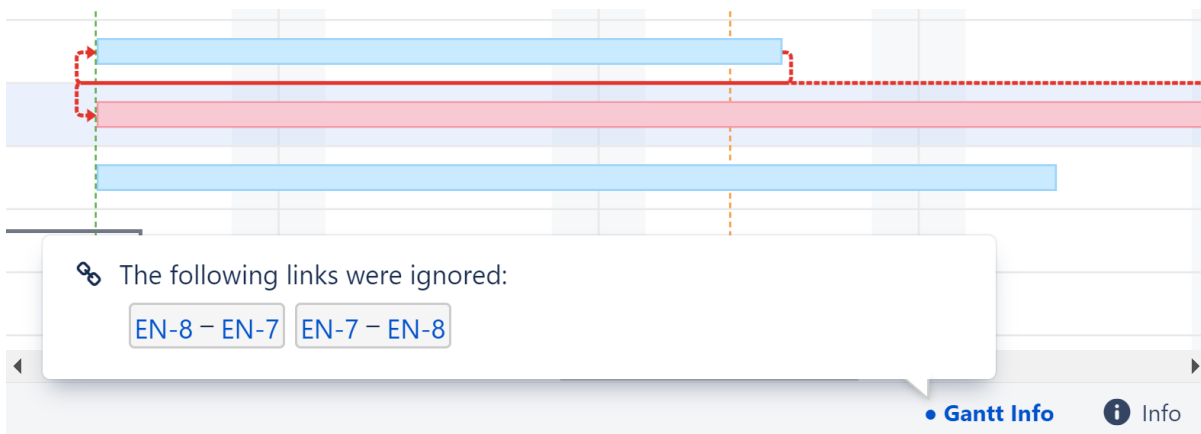 The following links were ignored:
EN-8 – EN-7 EN-7 – EN-8
Gantt Info Info